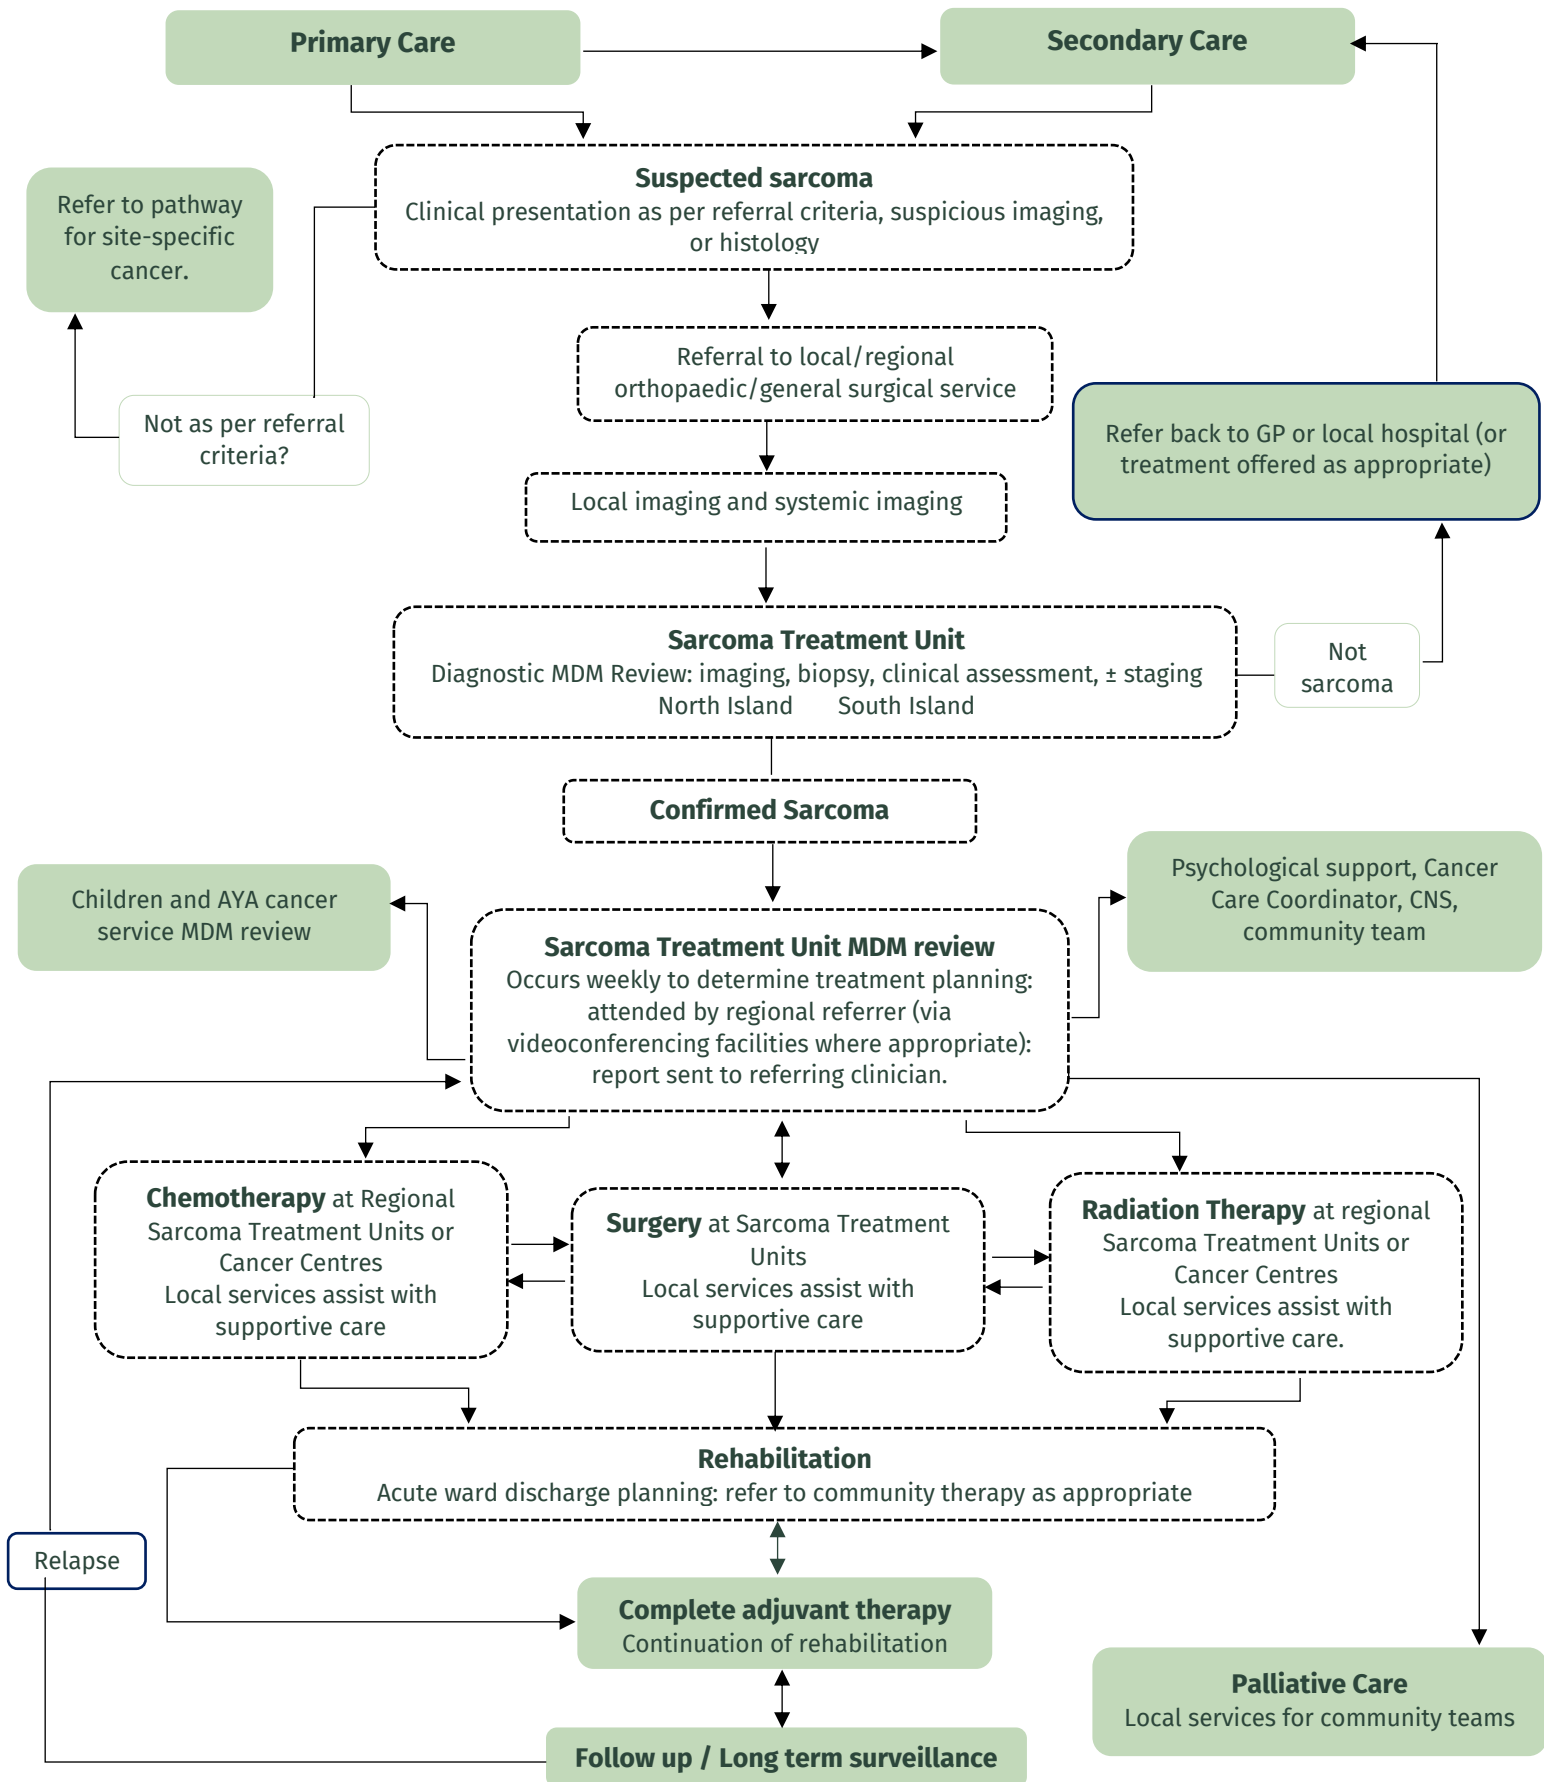 Primary Care
Secondary Care
Suspected sarcoma
Clinical presentation as per referral criteria, suspicious imaging,
or histology
Refer to pathway
for site-specific
cancer.
Not as per referral
criteria?
Referral to local/regional
orthopaedic/general surgical service
Refer back to GP or local hospital (or
treatment offered as appropriate)
Local imaging and systemic imaging
Sarcoma Treatment Unit
Diagnostic MDM Review: imaging, biopsy, clinical assessment, ± staging
North Island South Island
Not
sarcoma
Confirmed Sarcoma
Children and AYA cancer
service MDM review
Psychological support, Cancer
Care Coordinator, CNS,
community team
Sarcoma Treatment Unit MDM review
Occurs weekly to determine treatment planning:
attended by regional referrer (via
videoconferencing facilities where appropriate):
report sent to referring clinician.
Chemotherapy at Regional
Sarcoma Treatment Units or
Cancer Centres
Local services assist with
supportive care
Surgery at Sarcoma Treatment
Units
Local services assist with
supportive care
Radiation Therapy at regional
Sarcoma Treatment Units or
Cancer Centres
Local services assist with
supportive care.
Rehabilitation
Acute ward discharge planning: refer to community therapy as appropriate
Relapse
Complete adjuvant therapy
Continuation of rehabilitation
Palliative Care
Local services for community teams
Follow up / Long term surveillance